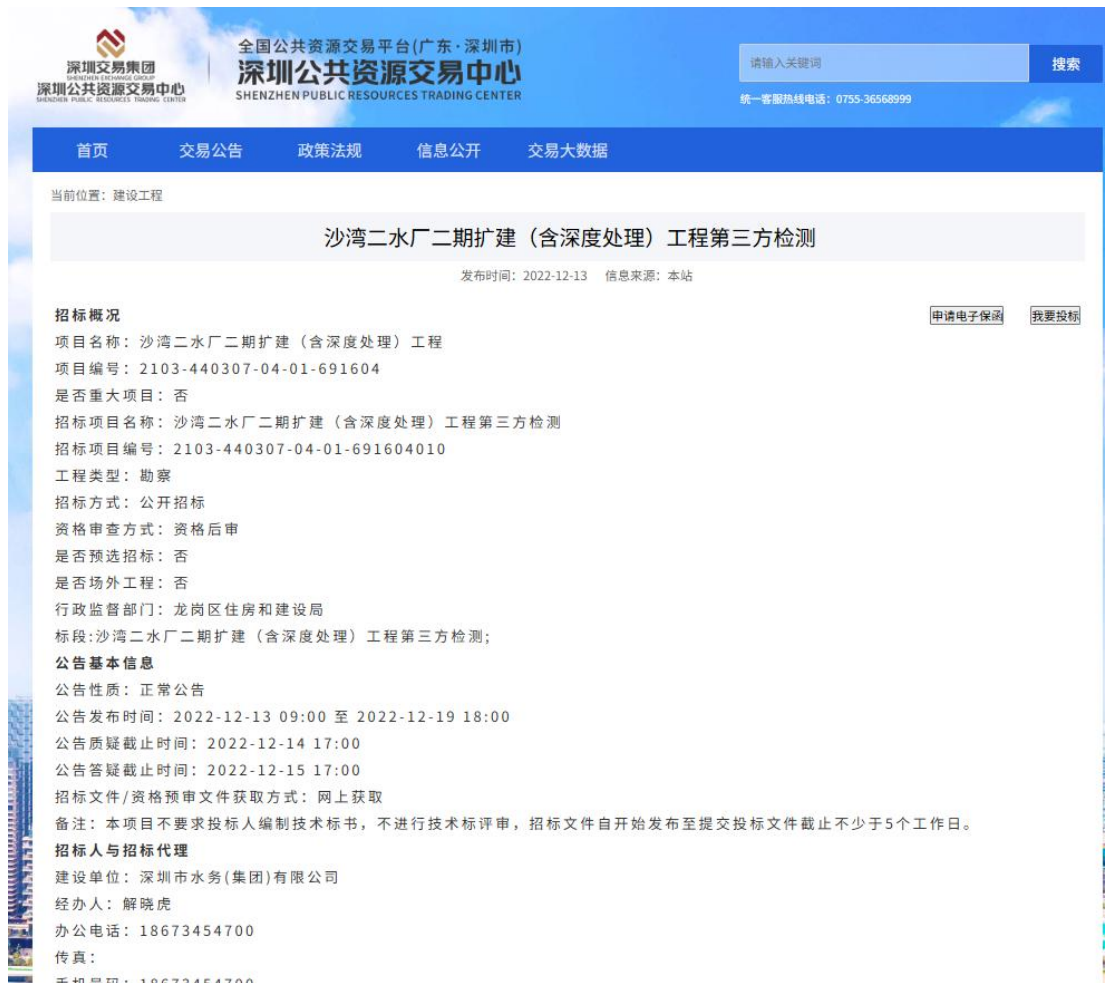 深圳交易集团
SHENZHEN EXCHANGE GROUP
深圳公共资源交易中心
SHENZHEN PUBLIC RESOURCES TRADING CENTER
全国公共资源交易平台(广东·深圳市)
深圳公共资源交易中心
SHENZHEN PUBLIC RESOURCES TRADING CENTER
请输入关键词
搜索
统一客服热线电话：0755-36568999
首页 交易公告 政策法规 信息公开 交易大数据
当前位置：建设工程
沙湾二水厂二期扩建（含深度处理）工程第三方检测
发布时间：2022-12-13 信息来源：本站
招标概况
申请电子保函 我要投标
项目名称：沙湾二水厂二期扩建（含深度处理）工程
项目编号：2103-440307-04-01-691604
是否重大项目：否
招标项目名称：沙湾二水厂二期扩建（含深度处理）工程第三方检测
招标项目编号：2103-440307-04-01-691604010
工程类型：勘察
招标方式：公开招标
资格审查方式：资格后审
是否预选招标：否
是否场外工程：否
行政监督部门：龙岗区住房和建设局
标段:沙湾二水厂二期扩建（含深度处理）工程第三方检测;
公告基本信息
公告性质：正常公告
公告发布时间：2022-12-13 09:00 至 2022-12-19 18:00
公告质疑截止时间：2022-12-14 17:00
公告答疑截止时间：2022-12-15 17:00
招标文件/资格预审文件获取方式：网上获取
备注：本项目不要求投标人编制技术标书，不进行技术标评审，招标文件自开始发布至提交投标文件截止不少于5个工作日。
招标人与招标代理
建设单位：深圳市水务(集团)有限公司
经办人：解晓虎
办公电话：18673454700
传真：
手机号码：18673454700